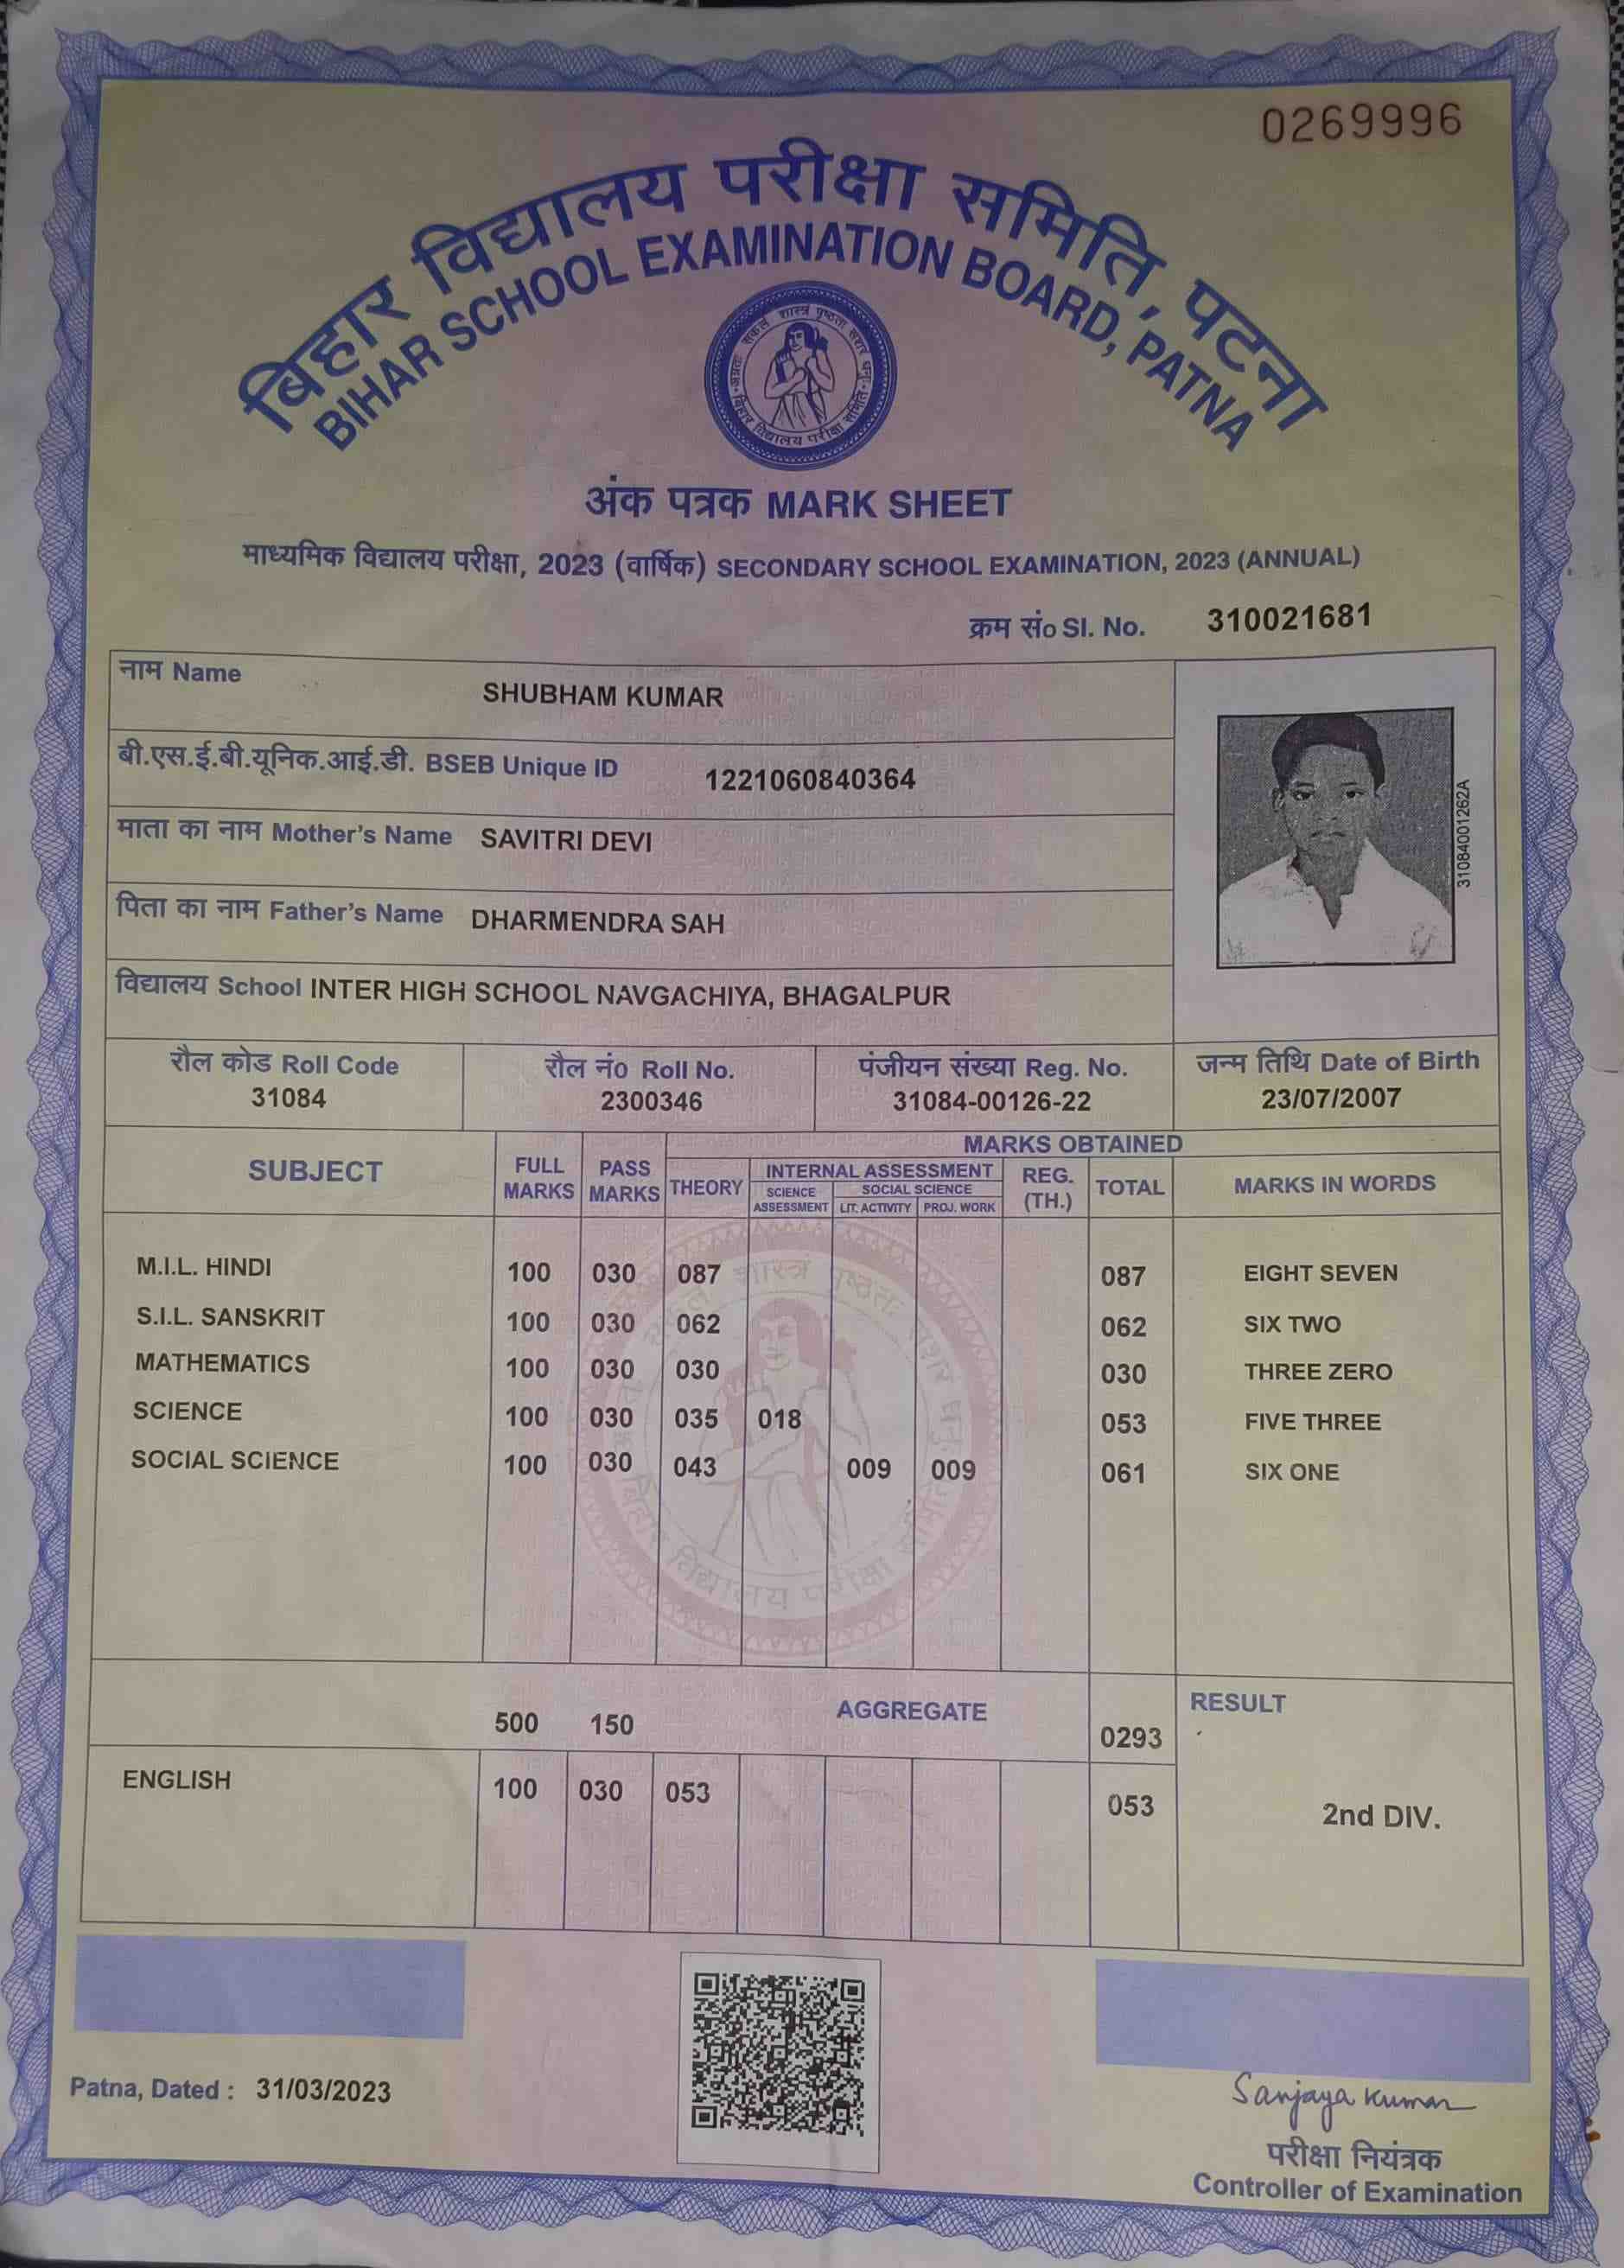 0269996
बिहार विद्यालय परीक्षा समिति, पटना
BIHAR SCHOOL EXAMINATION BOARD, PATNA
बिहार विद्यालय परीक्षा समिति
अंक पत्रक MARK SHEET
माध्यमिक विद्यालय परीक्षा, 2023 (वार्षिक) SECONDARY SCHOOL EXAMINATION, 2023 (ANNUAL)
क्रम सं० Sl. No. 310021681
नाम Name SHUBHAM KUMAR
बी.एस.ई.बी.यूनिक.आई.डी. BSEB Unique ID 1221060840364
माता का नाम Mother's Name SAVITRI DEVI
पिता का नाम Father's Name DHARMENDRA SAH
विद्यालय School INTER HIGH SCHOOL NAVGACHIYA, BHAGALPUR
31084001262A
रौल कोड Roll Code रौल नं० Roll No. पंजीयन संख्या Reg. No. जन्म तिथि Date of Birth
31084 2300346 31084-00126-22 23/07/2007
MARKS OBTAINED
SUBJECT FULL MARKS PASS MARKS THEORY INTERNAL ASSESSMENT REG. (TH.) TOTAL MARKS IN WORDS
SCIENCE ASSESSMENT SOCIAL SCIENCE
LIT. ACTIVITY PROJ. WORK
M.I.L. HINDI 100 030 087 087 EIGHT SEVEN
S.I.L. SANSKRIT 100 030 062 062 SIX TWO
MATHEMATICS 100 030 030 030 THREE ZERO
SCIENCE 100 030 035 018 053 FIVE THREE
SOCIAL SCIENCE 100 030 043 009 009 061 SIX ONE
500 150 AGGREGATE 0293 RESULT
ENGLISH 100 030 053 053 2nd DIV.
Patna, Dated : 31/03/2023
Sanjaya Kumar
परीक्षा नियंत्रक
Controller of Examination